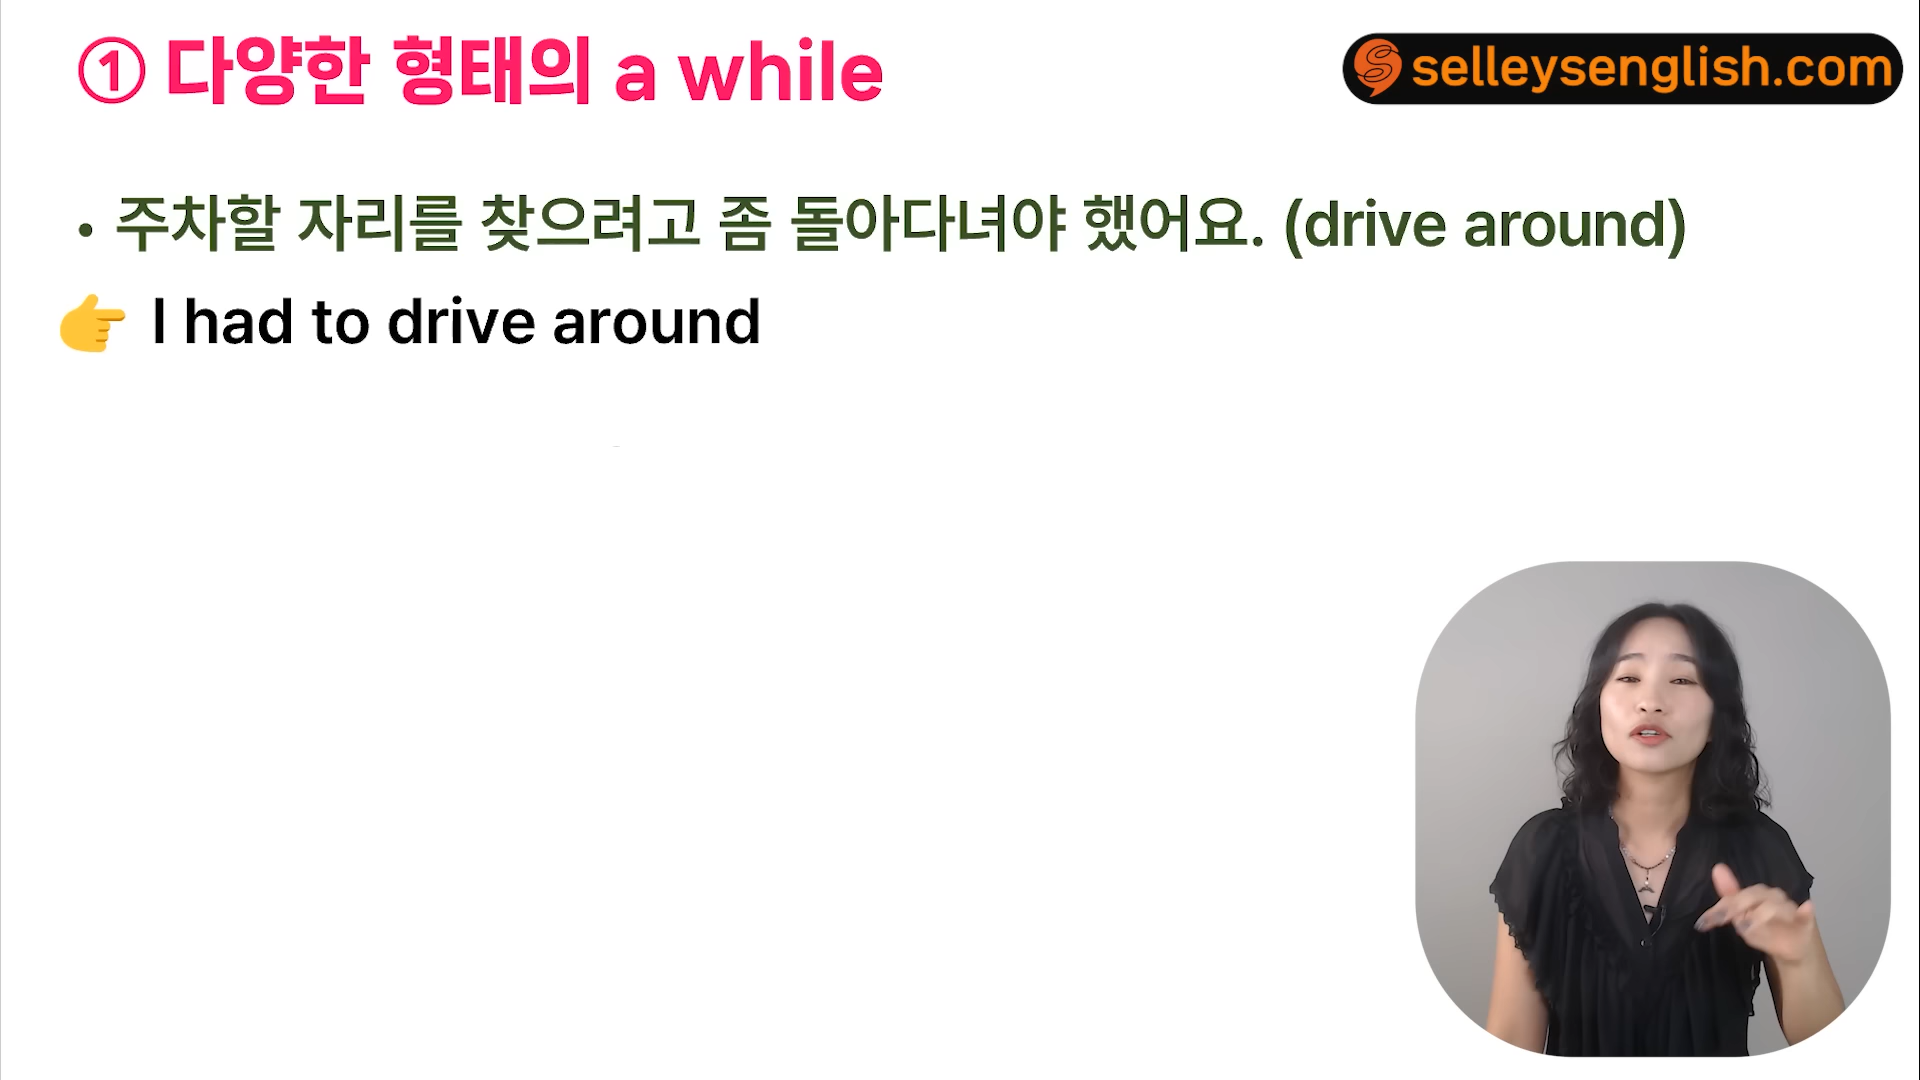 ① 다양한 형태의 a while
selleysenglish.com
• 주차할 자리를 찾으려고 좀 돌아다녀야 했어요. (drive around)
👉 I had to drive around